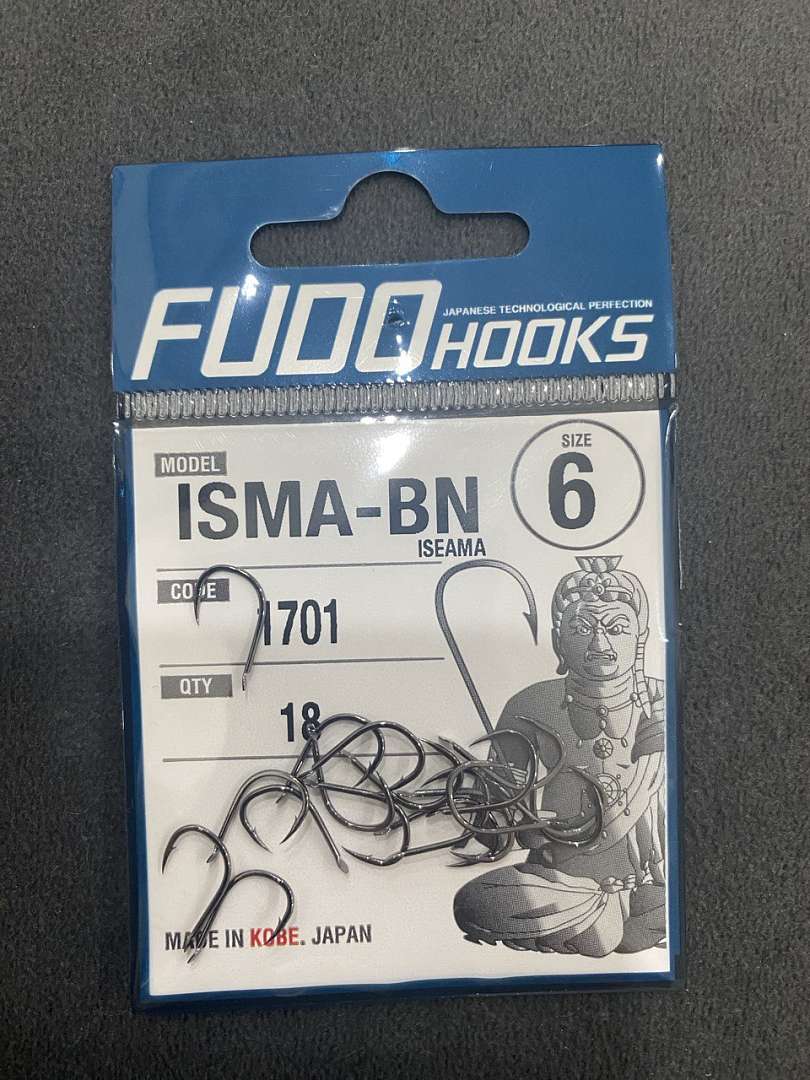 JAPANESE TECHNOLOGICAL PERFECTION
FUDO HOOKS
MODEL
ISMA-BN
ISEAMA
SIZE
6
CODE
1701
QTY
18
MADE IN KOBE. JAPAN